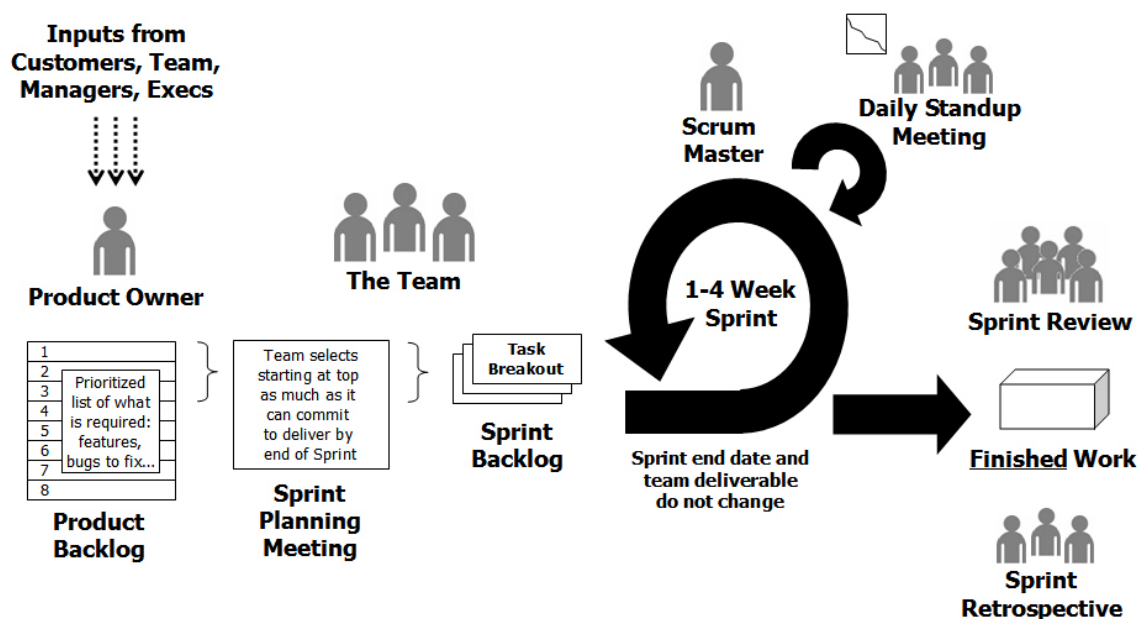 Inputs from
Customers, Team,
Managers, Execs
Product Owner
The Team
Scrum
Master
Daily Standup
Meeting
1-4 Week
Sprint
Sprint Review
1
2
3
4
5
6
7
8
Prioritized
list of what
is required:
features,
bugs to fix...
Product
Backlog
Team selects
starting at top
as much as it
can commit
to deliver by
end of Sprint
Sprint
Planning
Meeting
Task
Breakout
Sprint
Backlog
Sprint end date and
team deliverable
do not change
Finished Work
Sprint
Retrospective